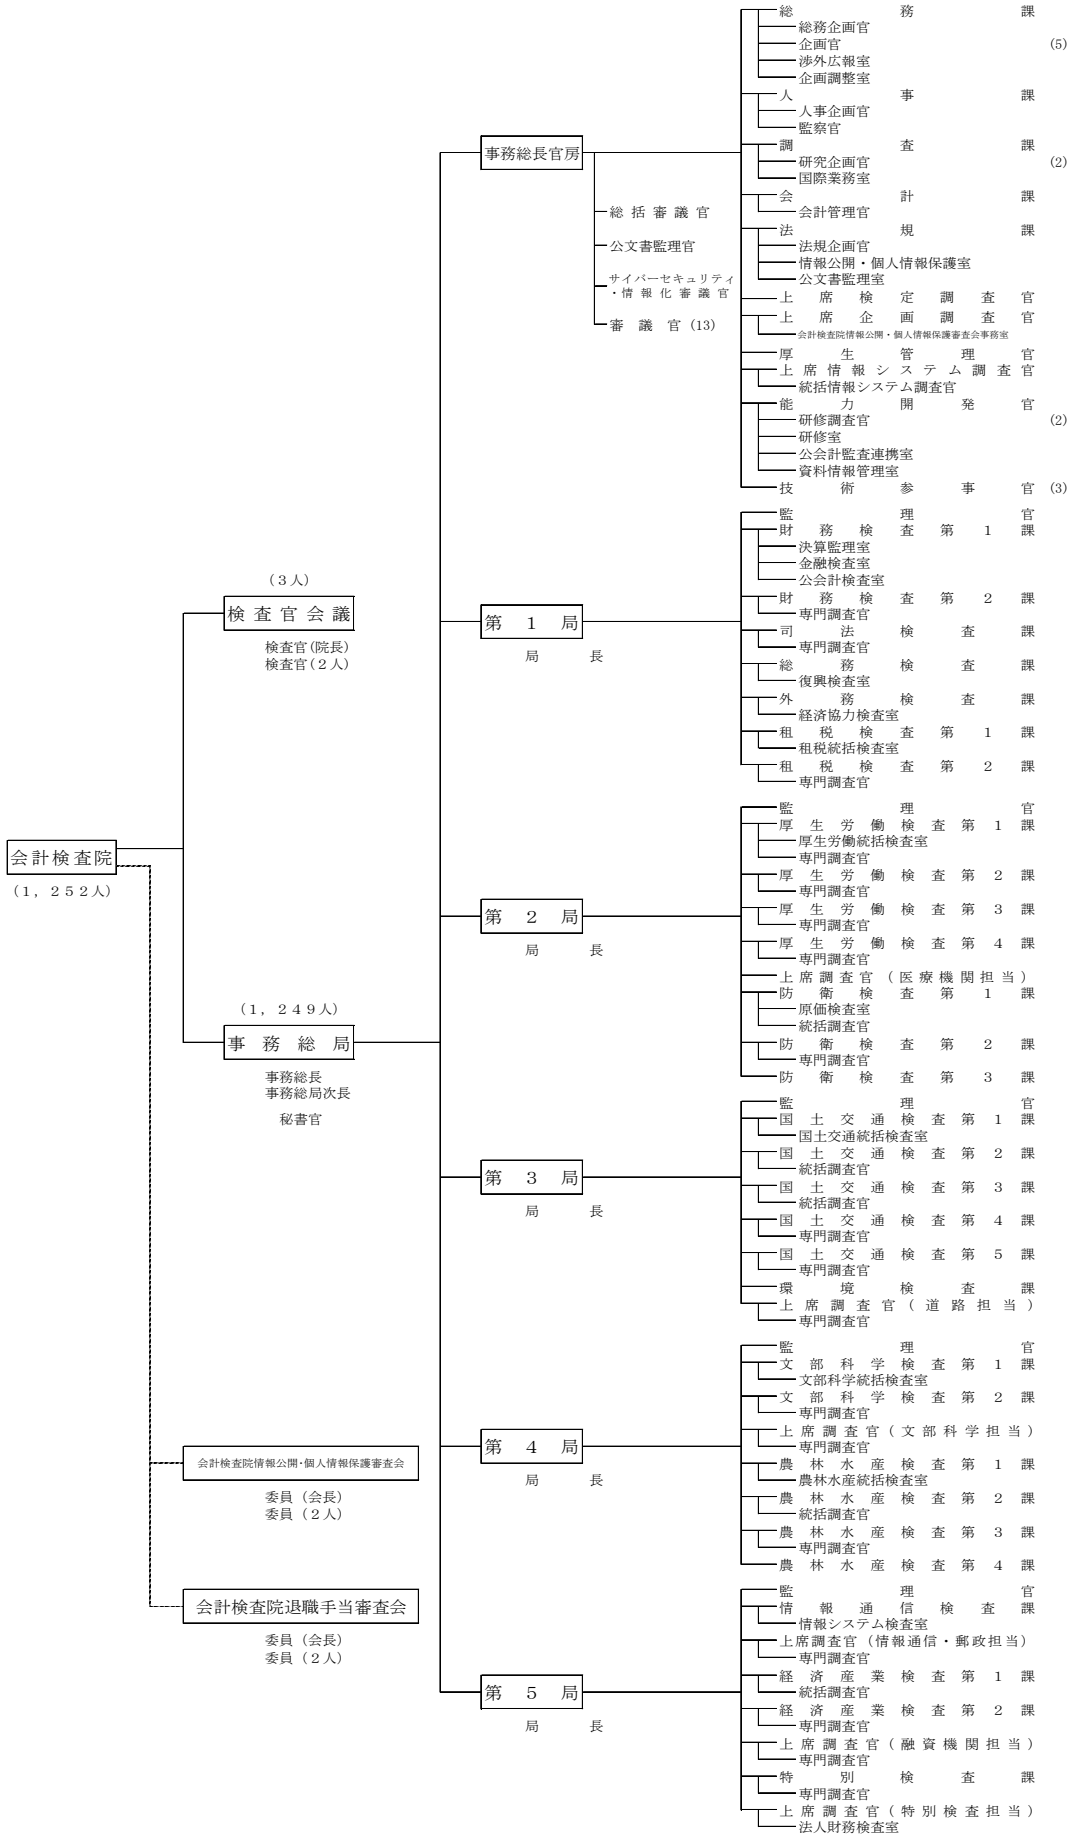 会計検査院
(1, 252人)
(3人)
検査官会議
検査官(院長)
検査官(2人)
(1, 249人)
事務総局
事務総長
事務総局次長
秘書官
会計検査院情報公開・個人情報保護審査会
委員 (会長)
委員 (2人)
会計検査院退職手当審査会
委員 (会長)
委員 (2人)
事務総長官房
総括審議官
公文書監理官
サイバーセキュリティ
・情報化審議官
審議官 (13)
総務課
総務企画官
企画官 (5)
渉外広報室
企画調整室
人事課
人事企画官
監察官
調査課
研究企画官 (2)
国際業務室
会計課
会計管理官
法規課
法規企画官
情報公開・個人情報保護室
公文書監理室
上席検定調査官
上席企画調査官
会計検査院情報公開・個人情報保護審査会事務室
厚生管理官
上席情報システム調査官
統括情報システム調査官
能力開発官
研修調査官 (2)
研修室
公会計監査連携室
資料情報管理室
技術参事官 (3)
第1局
局長
監理官
財務検査第1課
決算監理室
金融検査室
公会計検査室
財務検査第2課
専門調査官
司法検査課
専門調査官
総務検査課
復興検査室
外務検査課
経済協力検査室
租税検査第1課
租税統括検査室
租税検査第2課
専門調査官
第2局
局長
監理官
厚生労働検査第1課
厚生労働統括検査室
専門調査官
厚生労働検査第2課
専門調査官
厚生労働検査第3課
専門調査官
厚生労働検査第4課
専門調査官
上席調査官(医療機関担当)
防衛検査第1課
原価検査室
統括調査官
防衛検査第2課
専門調査官
防衛検査第3課
第3局
局長
監理官
国土交通検査第1課
国土交通統括検査室
国土交通検査第2課
統括調査官
国土交通検査第3課
統括調査官
国土交通検査第4課
専門調査官
国土交通検査第5課
専門調査官
環境検査課
上席調査官(道路担当)
専門調査官
第4局
局長
監理官
文部科学検査第1課
文部科学統括検査室
文部科学検査第2課
専門調査官
上席調査官(文部科学担当)
専門調査官
農林水産検査第1課
農林水産統括検査室
農林水産検査第2課
統括調査官
農林水産検査第3課
専門調査官
農林水産検査第4課
第5局
局長
監理官
情報通信検査課
情報システム検査室
上席調査官(情報通信・郵政担当)
専門調査官
経済産業検査第1課
統括調査官
経済産業検査第2課
専門調査官
上席調査官(融資機関担当)
専門調査官
特別検査課
専門調査官
上席調査官(特別検査担当)
法人財務検査室